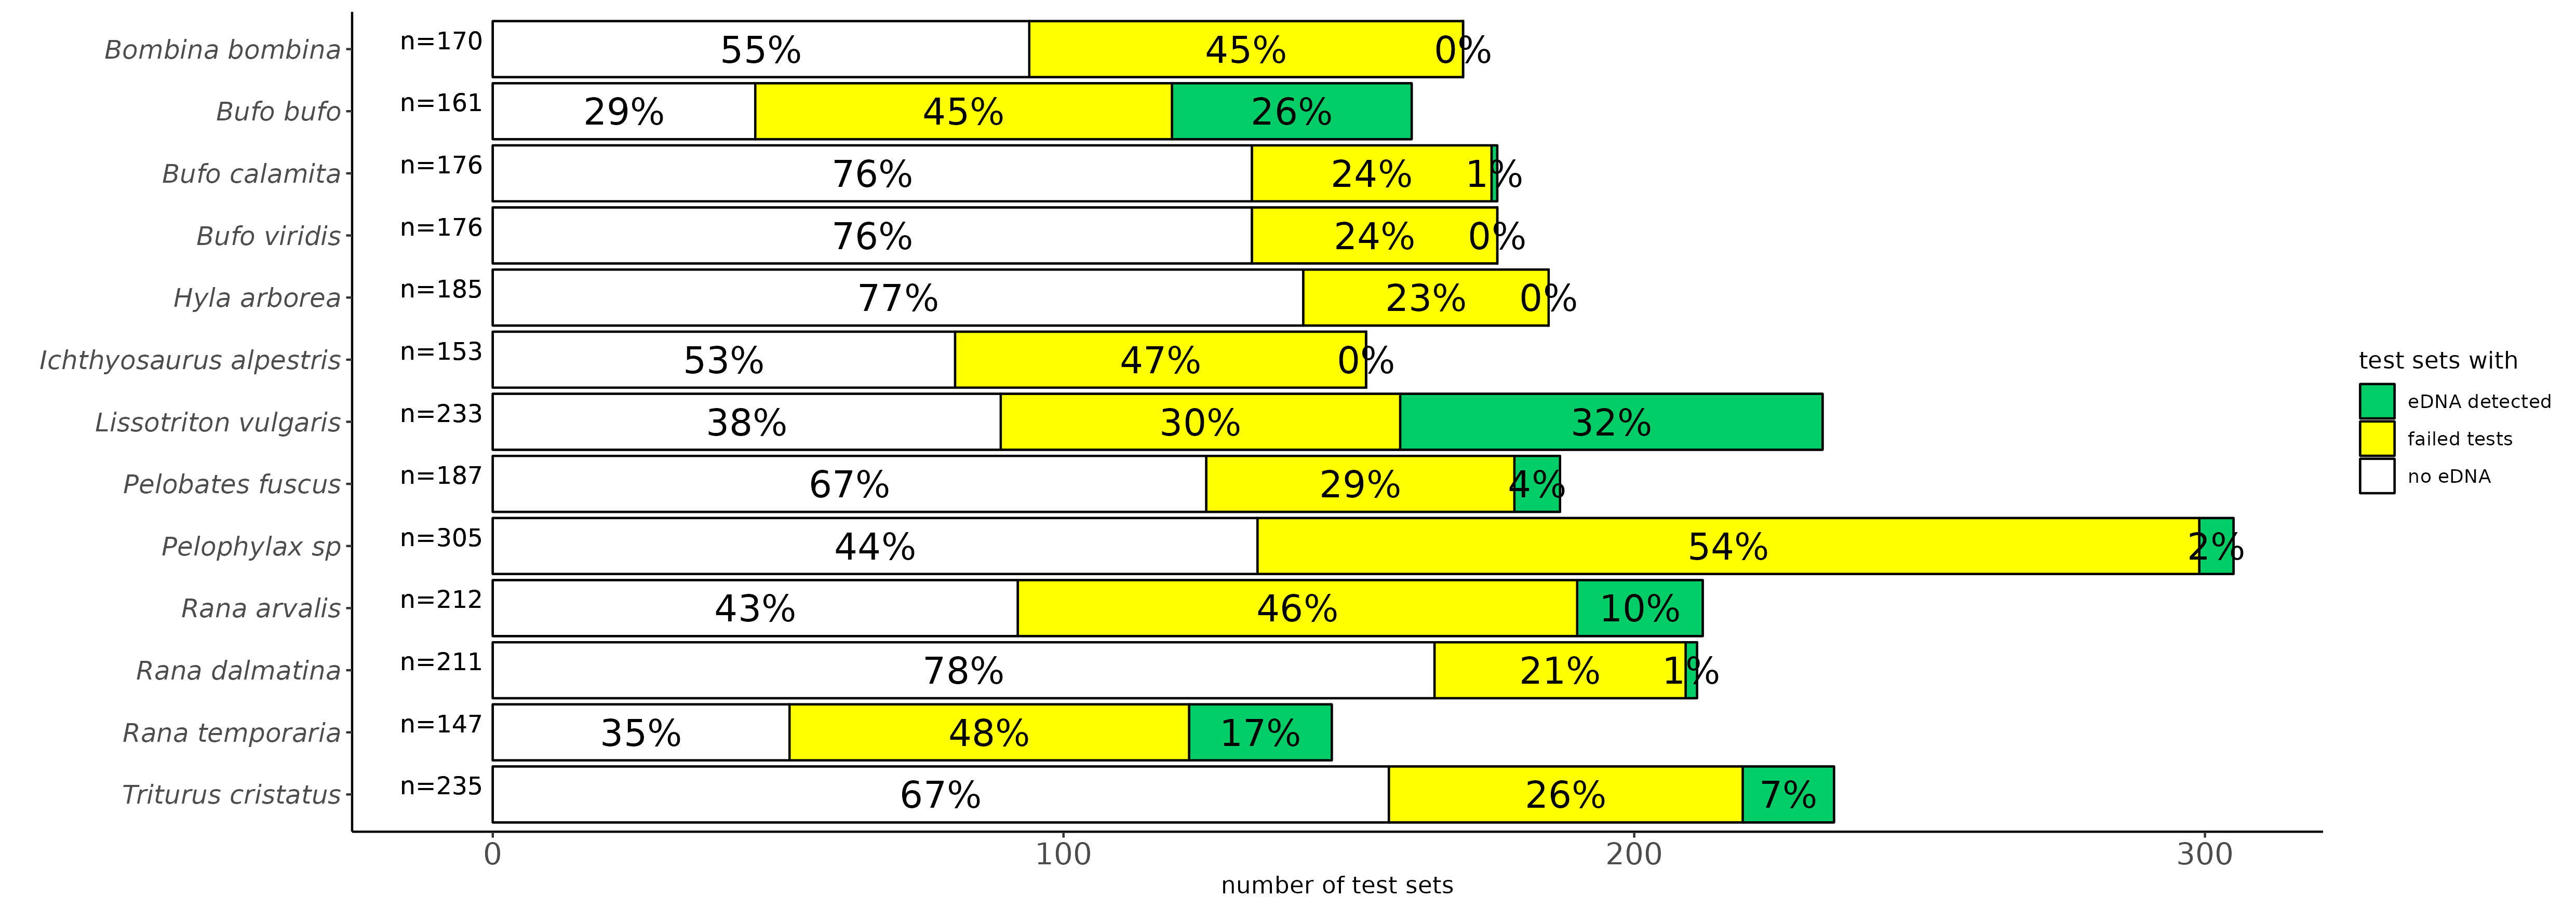 Bombina bombina n=170 55% 45% 0%
Bufo bufo n=161 29% 45% 26%
Bufo calamita n=176 76% 24% 1%
Bufo viridis n=176 76% 24% 0%
Hyla arborea n=185 77% 23% 0%
Ichthyosaurus alpestris n=153 53% 47% 0%
Lissotriton vulgaris n=233 38% 30% 32%
Pelobates fuscus n=187 67% 29% 4%
Pelophylax sp n=305 44% 54% 2%
Rana arvalis n=212 43% 46% 10%
Rana dalmatina n=211 78% 21% 1%
Rana temporaria n=147 35% 48% 17%
Triturus cristatus n=235 67% 26% 7%
0 100 200 300
number of test sets
test sets with
eDNA detected
failed tests
no eDNA